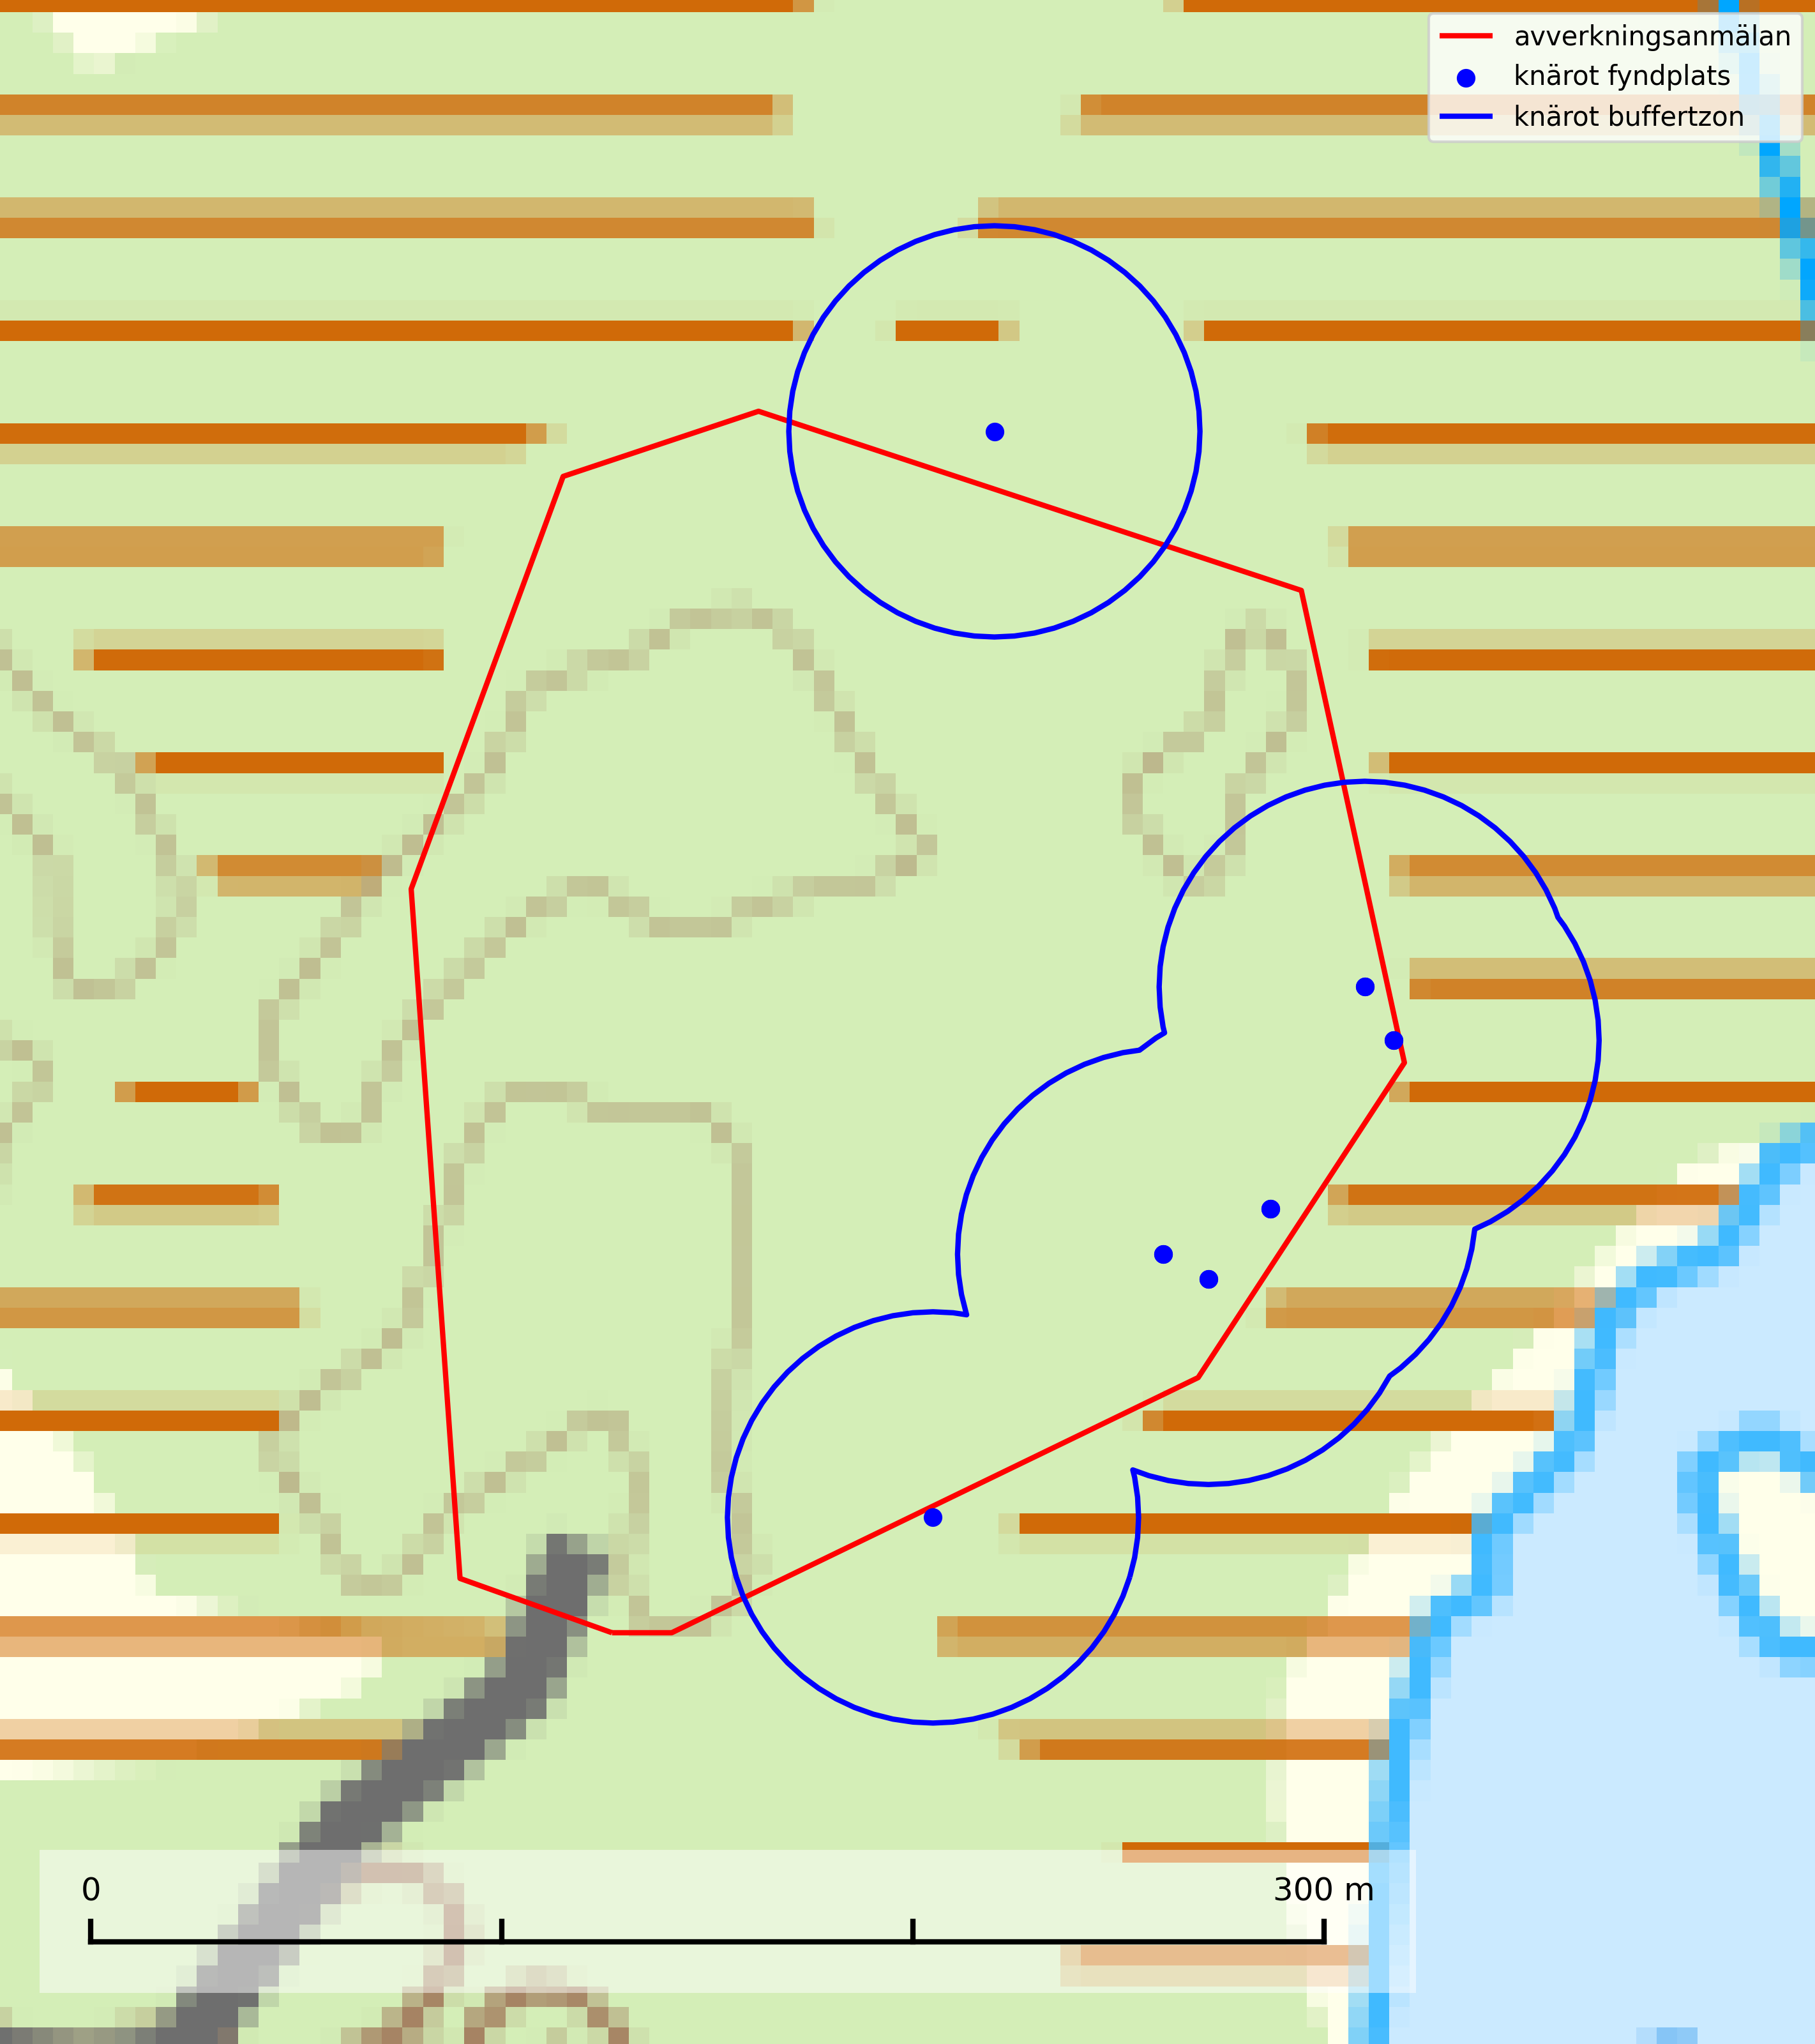 avverkningsanmälan
knärot fyndplats
knärot buffertzon
0
300 m